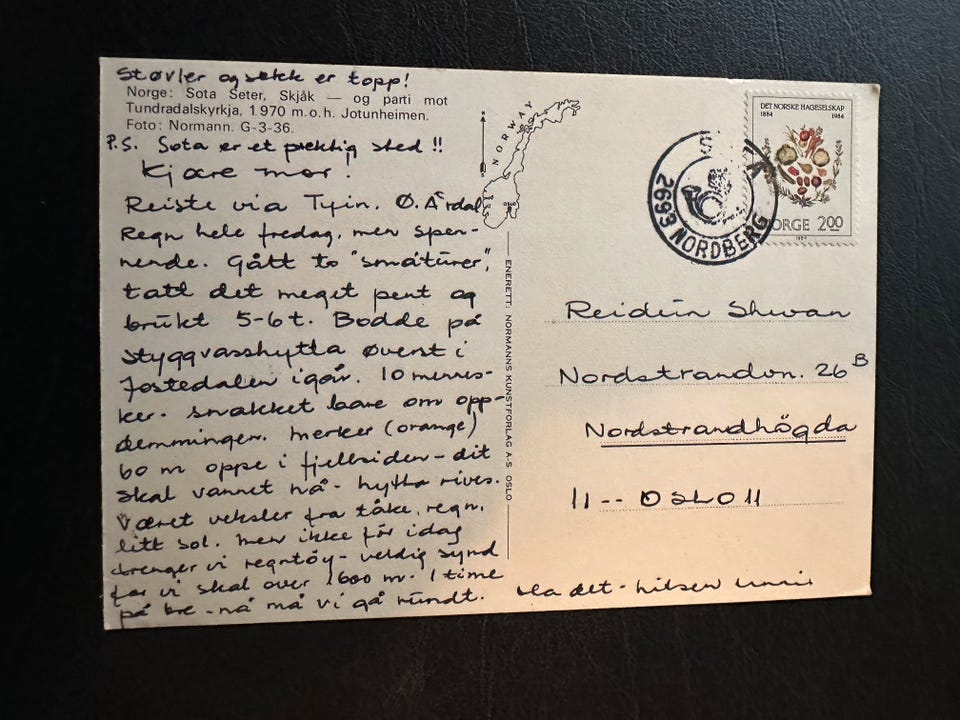 Støvler og sekk er topp!
Norge: Sota Seter, Skjåk — og parti mot
Tundradalskyrkja, 1.970 m.o.h. Jotunheimen.
Foto: Normann. G-3-36.
P.S. Sota er et prektig sted!!
Kjære mor.
Reiste via Tyin. Ø. Årdal
Regn hele fredag, men spen-
nende. Gått to "småturer",
tatt det meget pent og
brukt 5-6 t. Bodde på
styggvasshytta øverst i
Jostedalen igår. 10 mennes-
ker. snakket bare om opp-
demmingen. merker (orange)
60 m oppe i fjellsiden - dit
skal vannet nå - hytta rives.
Været veksler fra tåke, regn,
litt sol. men ikke før idag
trenger vi regntøy - veldig synd
for vi skal over 1600 m. 1 time
på bre - nå må vi gå rundt.
Ha det - hilsen Unni
NORWAY
OSLO
ENERETT: NORMANNS KUNSTFORLAG A-S OSLO
2693 NORDBERG
DET NORSKE HAGESELSKAP
1884 1984
NORGE 2.00
1984
Reidun Shwan
Nordstrandvn. 26 B
Nordstrandhögda
11 -- OSLO 11